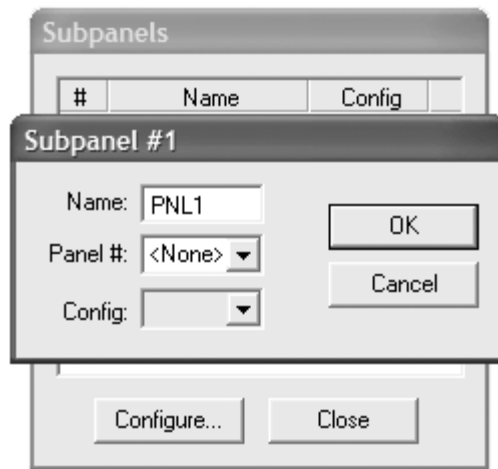 Subpanels
# Name Config
Subpanel #1
Name: PNL1
OK
Panel #: <None>
Cancel
Config:
Configure... Close